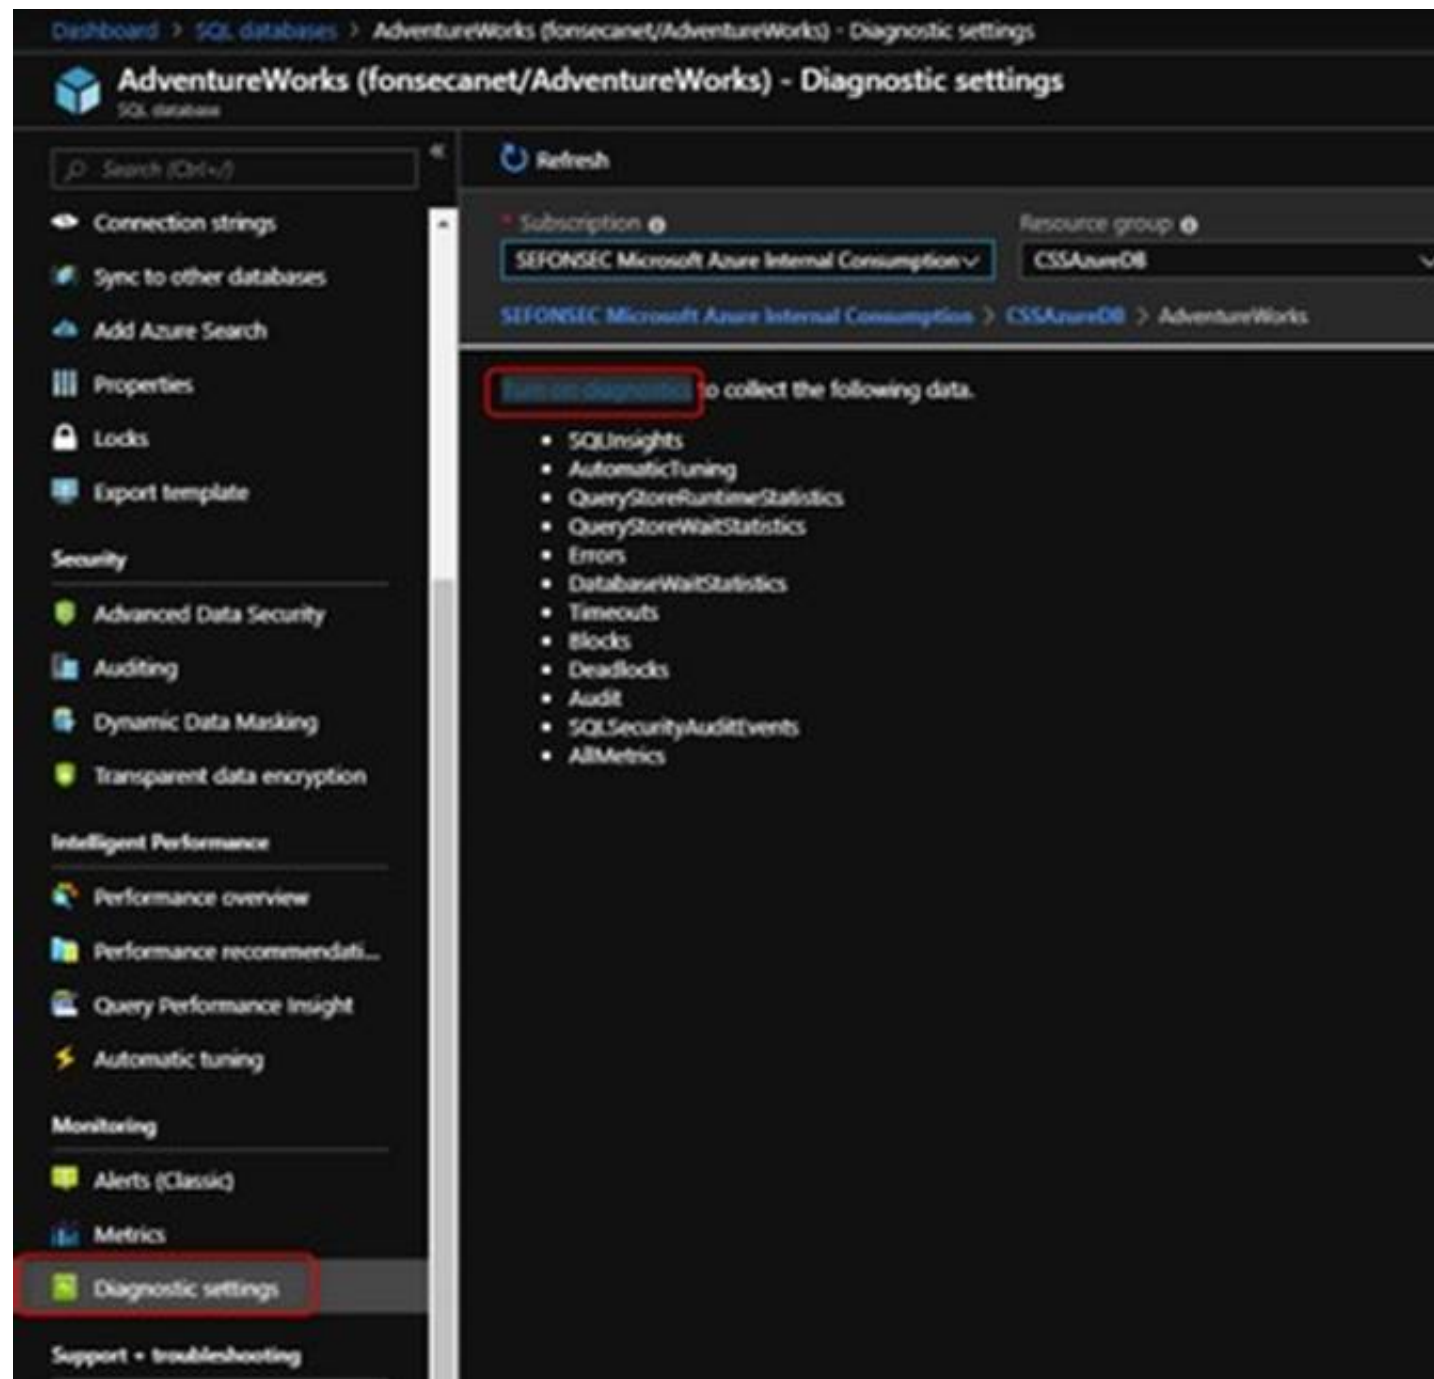 Dashboard > SQL databases > AdventureWorks (fonsecanet/AdventureWorks) - Diagnostic settings
AdventureWorks (fonsecanet/AdventureWorks) - Diagnostic settings
SQL database
Search (Ctrl+/)
«
Connection strings
Sync to other databases
Add Azure Search
Properties
Locks
Export template
Security
Advanced Data Security
Auditing
Dynamic Data Masking
Transparent data encryption
Intelligent Performance
Performance overview
Performance recommendati...
Query Performance Insight
Automatic tuning
Monitoring
Alerts (Classic)
Metrics
Diagnostic settings
Support + troubleshooting
Refresh
* Subscription
SEFONSEC Microsoft Azure Internal Consumption
Resource group
CSSAzureDB
SEFONSEC Microsoft Azure Internal Consumption > CSSAzureDB > AdventureWorks
Turn on diagnostics to collect the following data.
• SQLInsights
• AutomaticTuning
• QueryStoreRuntimeStatistics
• QueryStoreWaitStatistics
• Errors
• DatabaseWaitStatistics
• Timeouts
• Blocks
• Deadlocks
• Audit
• SQLSecurityAuditEvents
• AllMetrics